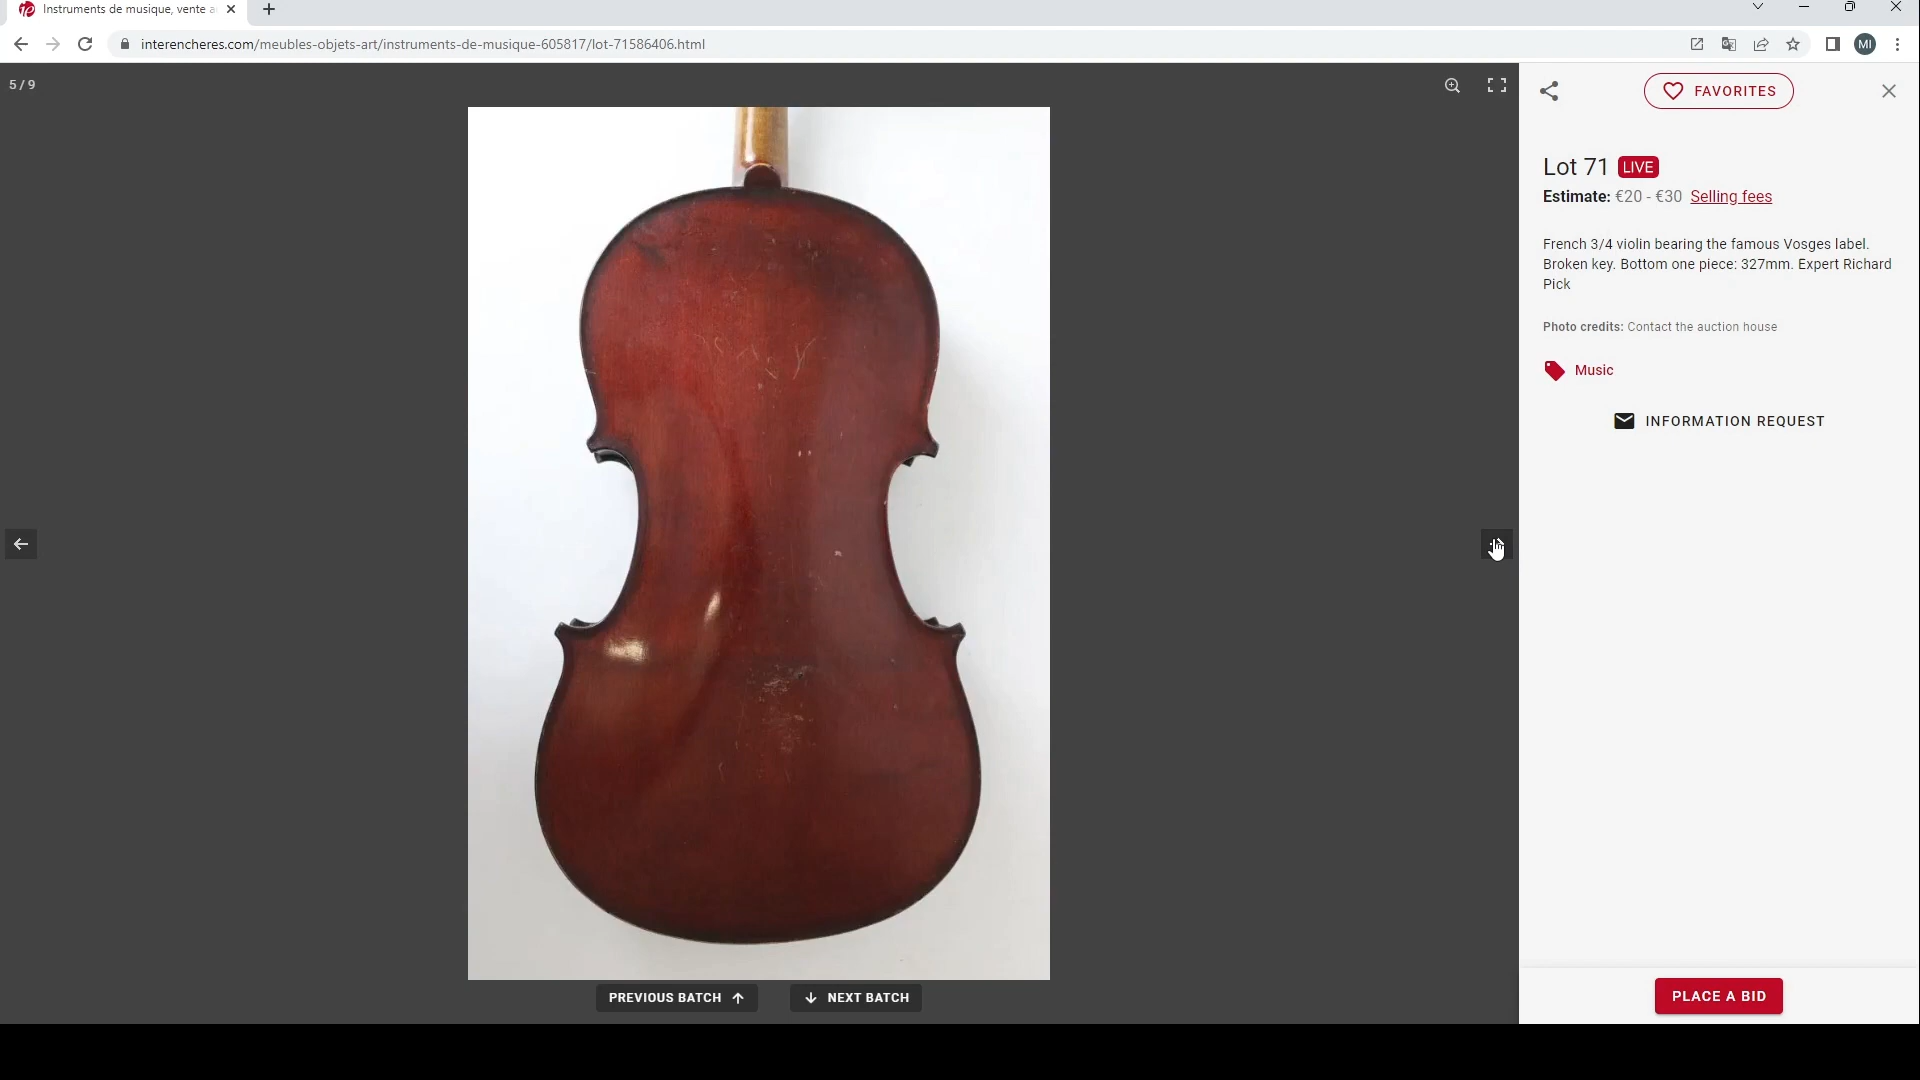 Instruments de musique, vente a
interencheres.com/meubles-objets-art/instruments-de-musique-605817/lot-71586406.html
MI
5 / 9
FAVORITES
Lot 71 LIVE
Estimate: €20 - €30 Selling fees
French 3/4 violin bearing the famous Vosges label.
Broken key. Bottom one piece: 327mm. Expert Richard
Pick
Photo credits: Contact the auction house
Music
INFORMATION REQUEST
PREVIOUS BATCH
NEXT BATCH
PLACE A BID